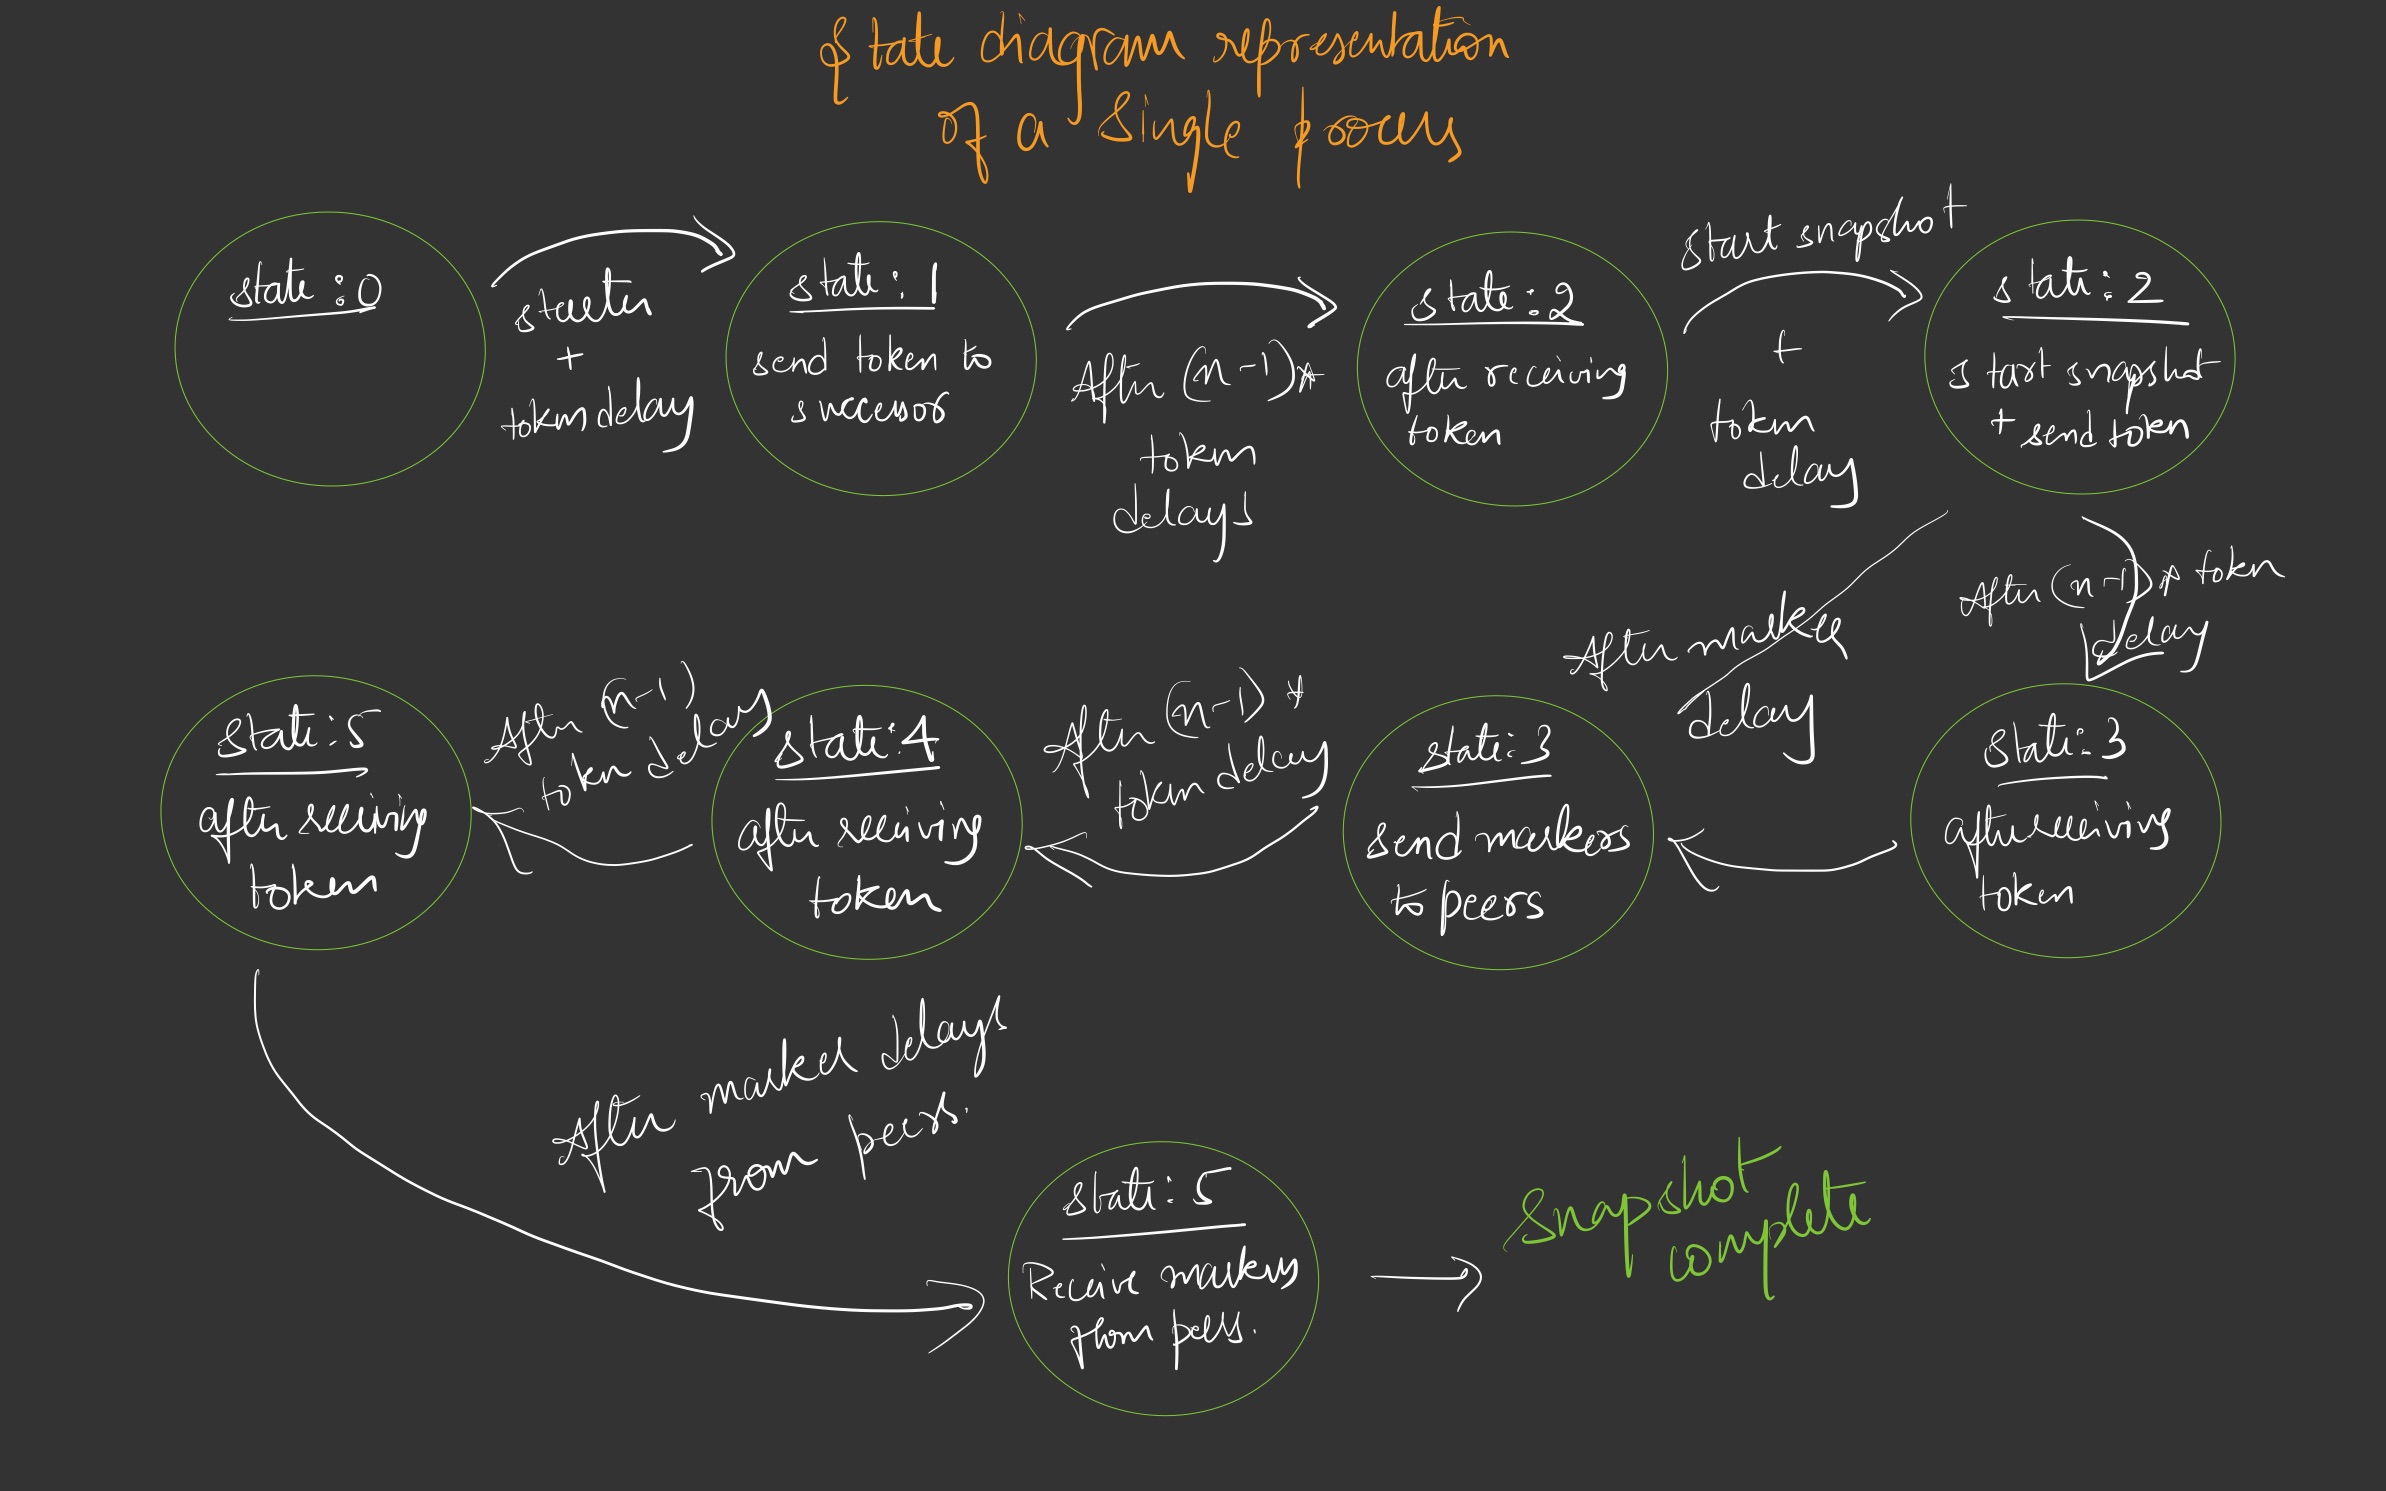 State diagram representation
of a Single process
state : 0
starter
+
token delay
state : 1
send token to
successor
After (n-1) *
token
delays
state : 2
after receiving
token
start snapshot
+
token
delay
state : 2
start snapshot
+ send token
After (n-1) * token
delay
After marker
delay
state : 3
after receiving
token
state : 3
send markers
to peers
After (n-1) *
token delay
state : 4
after receiving
token
After (n-1)
token delay
state : 5
after receiving
token
After marker delays
from peers.
state : 5
Receive markers
from peers.
Snapshot
complete